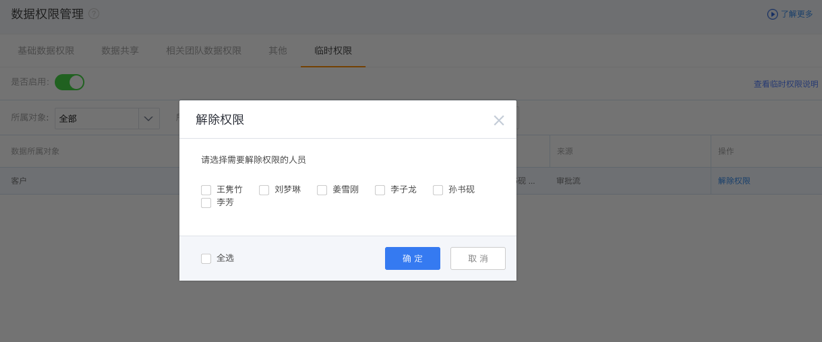 数据权限管理
了解更多
基础数据权限 数据共享 相关团队数据权限 其他 临时权限
是否启用:
查看临时权限说明
所属对象: 全部
解除权限
请选择需要解除权限的人员
王隽竹 刘梦琳 姜雪刚 李子龙 孙书砚
李芳
全选
确 定 取 消
数据所属对象 来源 操作
客户 砚 ... 审批流 解除权限